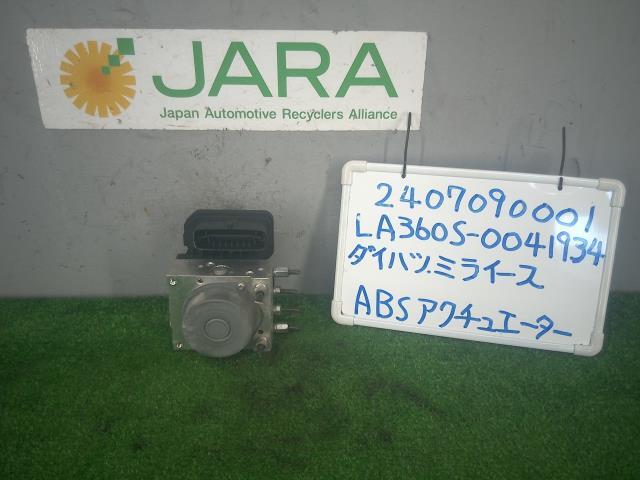 JARA
Japan Automotive Recyclers Alliance
2407090001
LA360S-0041934
ダイハツ.ミライース
ABSアクチュエーター